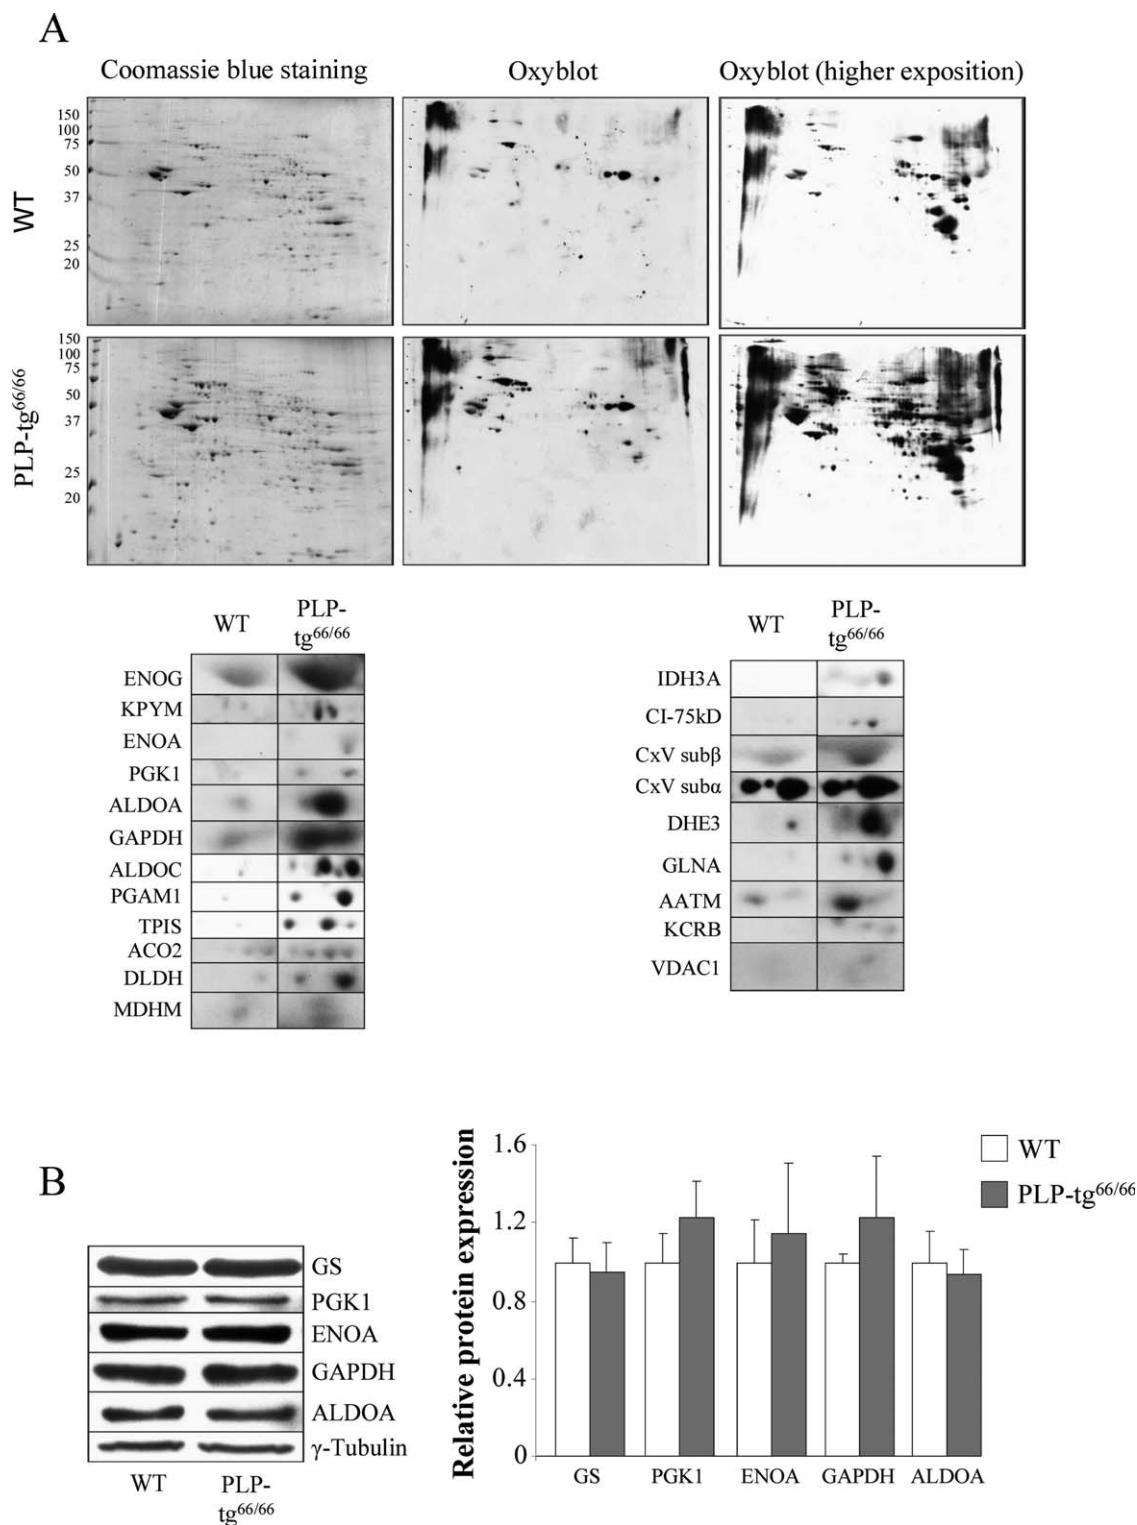 A
Coomassie blue staining
Oxyblot
Oxyblot (higher exposition)
WT
150
100
75
50
37
25
20
PLP-tg66/66
150
100
75
50
37
25
20
WT
PLP-
tg66/66
ENOG
KPYM
ENOA
PGK1
ALDOA
GAPDH
ALDOC
PGAM1
TPIS
ACO2
DLDH
MDHM
WT
PLP-
tg66/66
IDH3A
CI-75kD
CxV subβ
CxV subα
DHE3
GLNA
AATM
KCRB
VDAC1
B
GS
PGK1
ENOA
GAPDH
ALDOA
γ-Tubulin
WT
PLP-
tg66/66
Relative protein expression
1.6
1.2
0.8
0.4
0
GS
PGK1
ENOA
GAPDH
ALDOA
WT
PLP-tg66/66